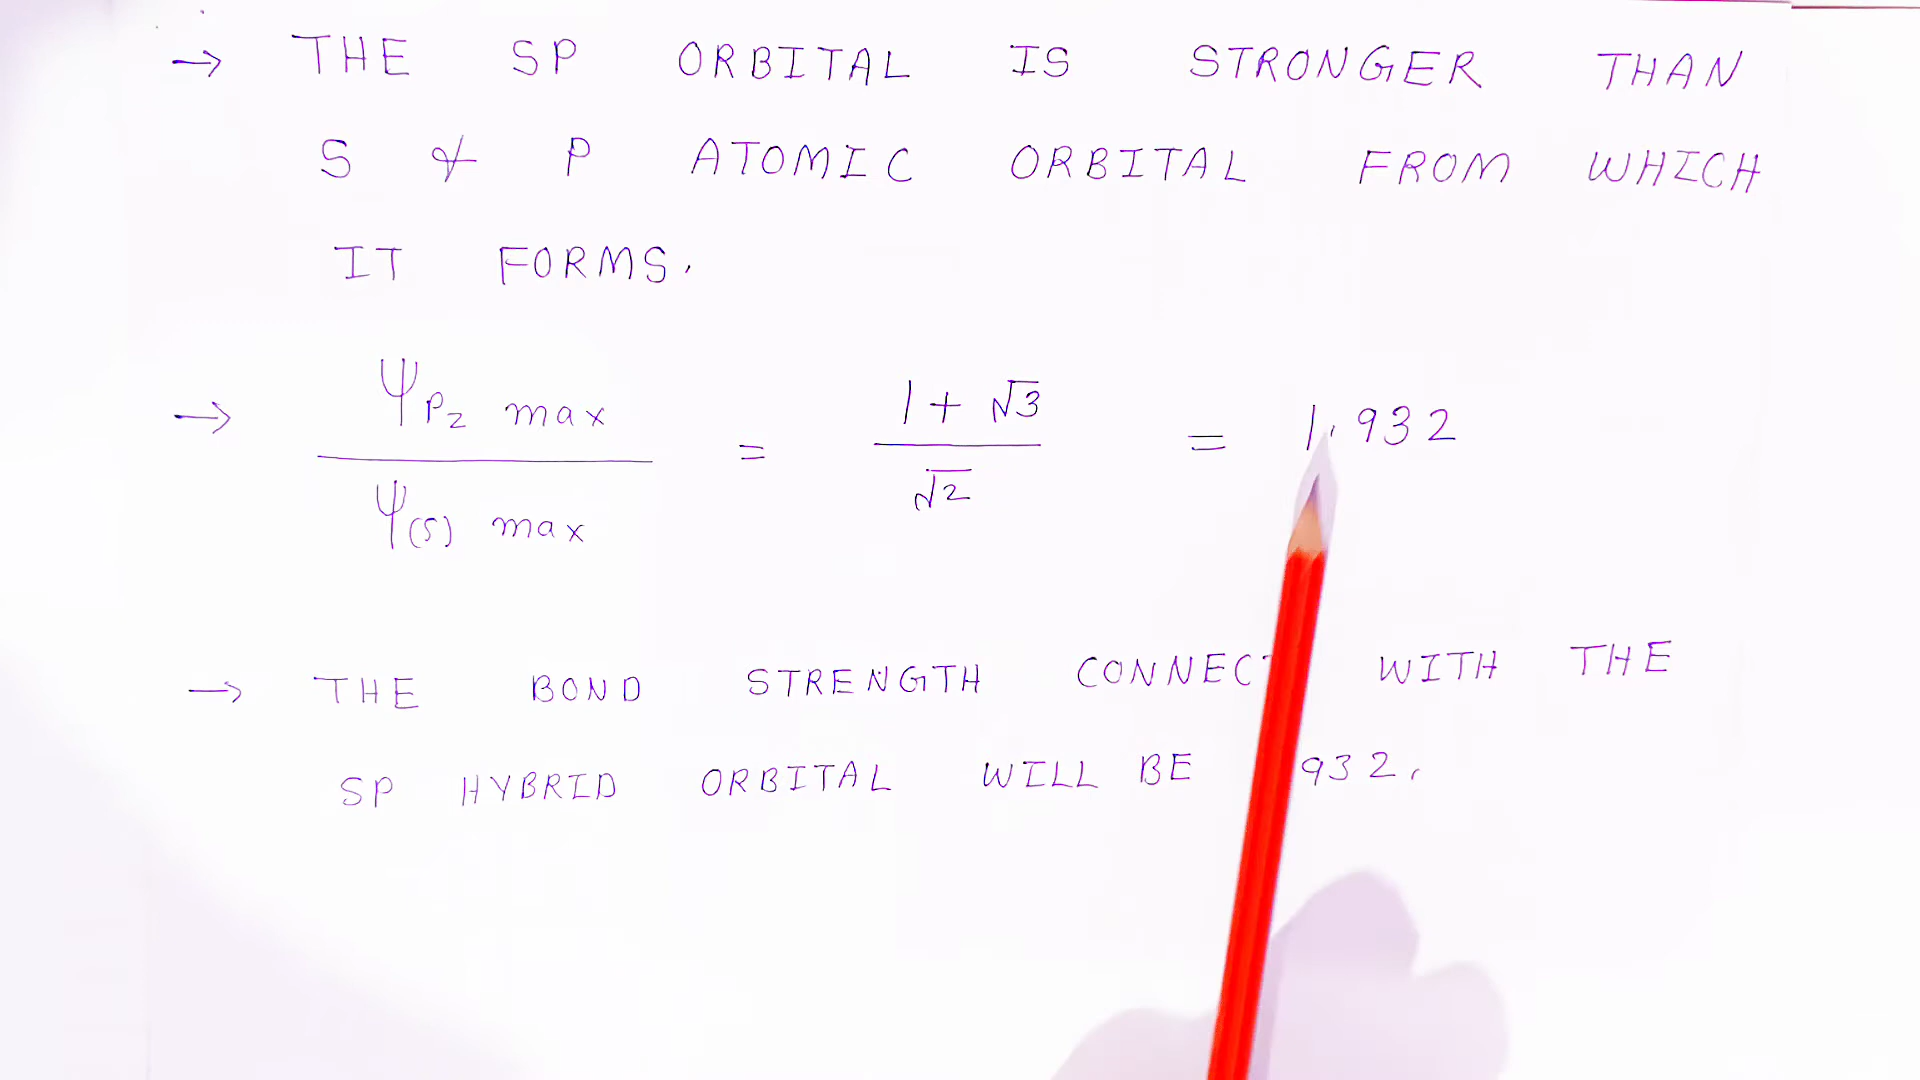 → THE SP ORBITAL IS STRONGER THAN
S & P ATOMIC ORBITAL FROM WHICH
IT FORMS.
→ ψPz max / ψ(s) max = 1 + √3 / √2 = 1.932
→ THE BOND STRENGTH CONNECT WITH THE
SP HYBRID ORBITAL WILL BE 932.